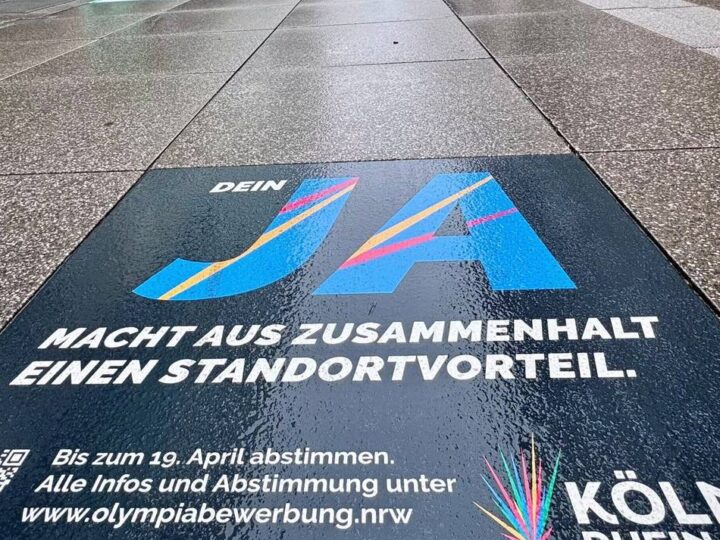 DEIN
JA
MACHT AUS ZUSAMMENHALT
EINEN STANDORTVORTEIL.
Bis zum 19. April abstimmen.
Alle Infos und Abstimmung unter
www.olympiabewerbung.nrw
KÖLN
RHEIN